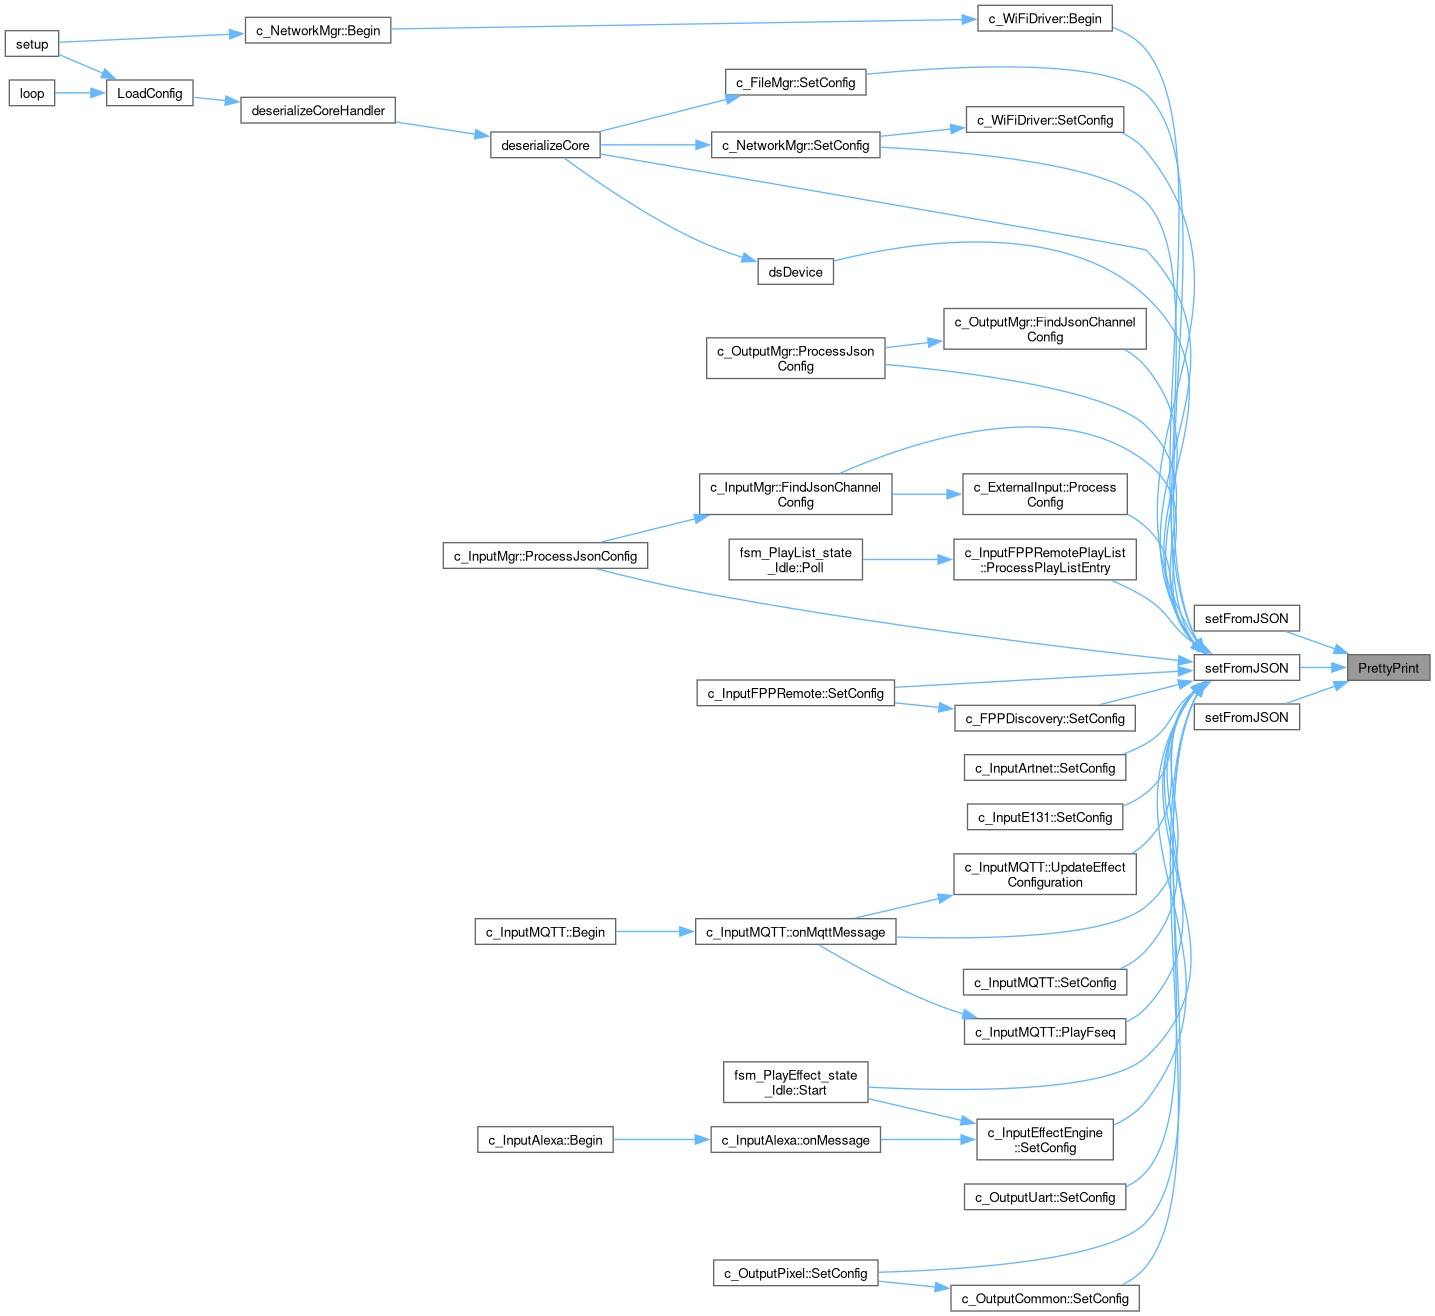 c_WiFiDriver::Begin
c_NetworkMgr::Begin
setup
c_FileMgr::SetConfig
loop
LoadConfig
deserializeCoreHandler
c_WiFiDriver::SetConfig
deserializeCore
c_NetworkMgr::SetConfig
dsDevice
c_OutputMgr::FindJsonChannel
Config
c_OutputMgr::ProcessJson
Config
c_InputMgr::FindJsonChannel
Config
c_ExternalInput::Process
Config
c_InputMgr::ProcessJsonConfig
fsm_PlayList_state
_Idle::Poll
c_InputFPPRemotePlayList
::ProcessPlayListEntry
setFromJSON
setFromJSON
PrettyPrint
c_InputFPPRemote::SetConfig
c_FPPDiscovery::SetConfig
setFromJSON
c_InputArtnet::SetConfig
c_InputE131::SetConfig
c_InputMQTT::UpdateEffect
Configuration
c_InputMQTT::Begin
c_InputMQTT::onMqttMessage
c_InputMQTT::SetConfig
c_InputMQTT::PlayFseq
fsm_PlayEffect_state
_Idle::Start
c_InputAlexa::Begin
c_InputAlexa::onMessage
c_InputEffectEngine
::SetConfig
c_OutputUart::SetConfig
c_OutputPixel::SetConfig
c_OutputCommon::SetConfig